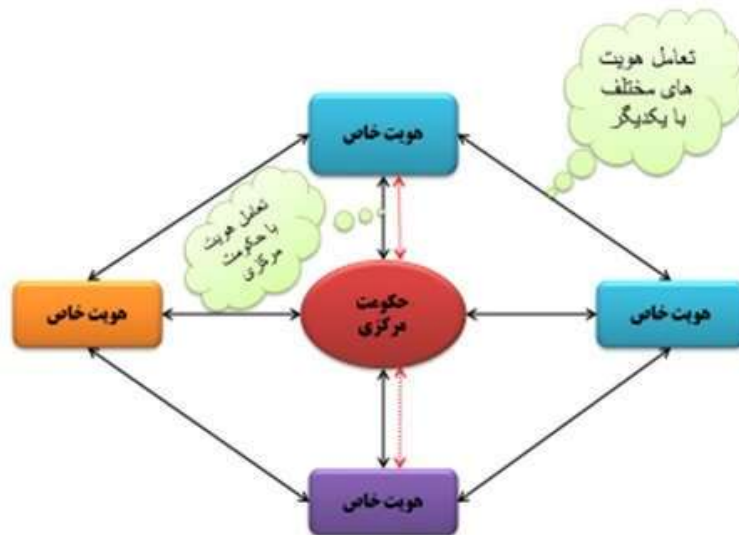 تعامل هویت
های مختلف
با یکدیگر
هویت خاص
تعامل هویت
با حکومت
مرکزی
هویت خاص
حکومت
مرکزی
هویت خاص
هویت خاص